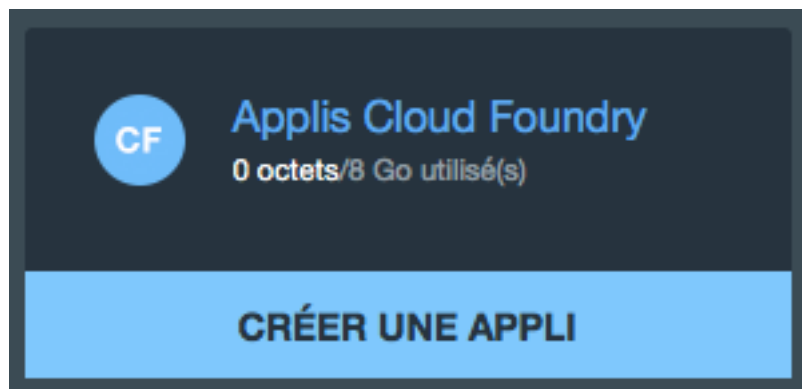 CF
Applis Cloud Foundry
0 octets/8 Go utilisé(s)
CRÉER UNE APPLI